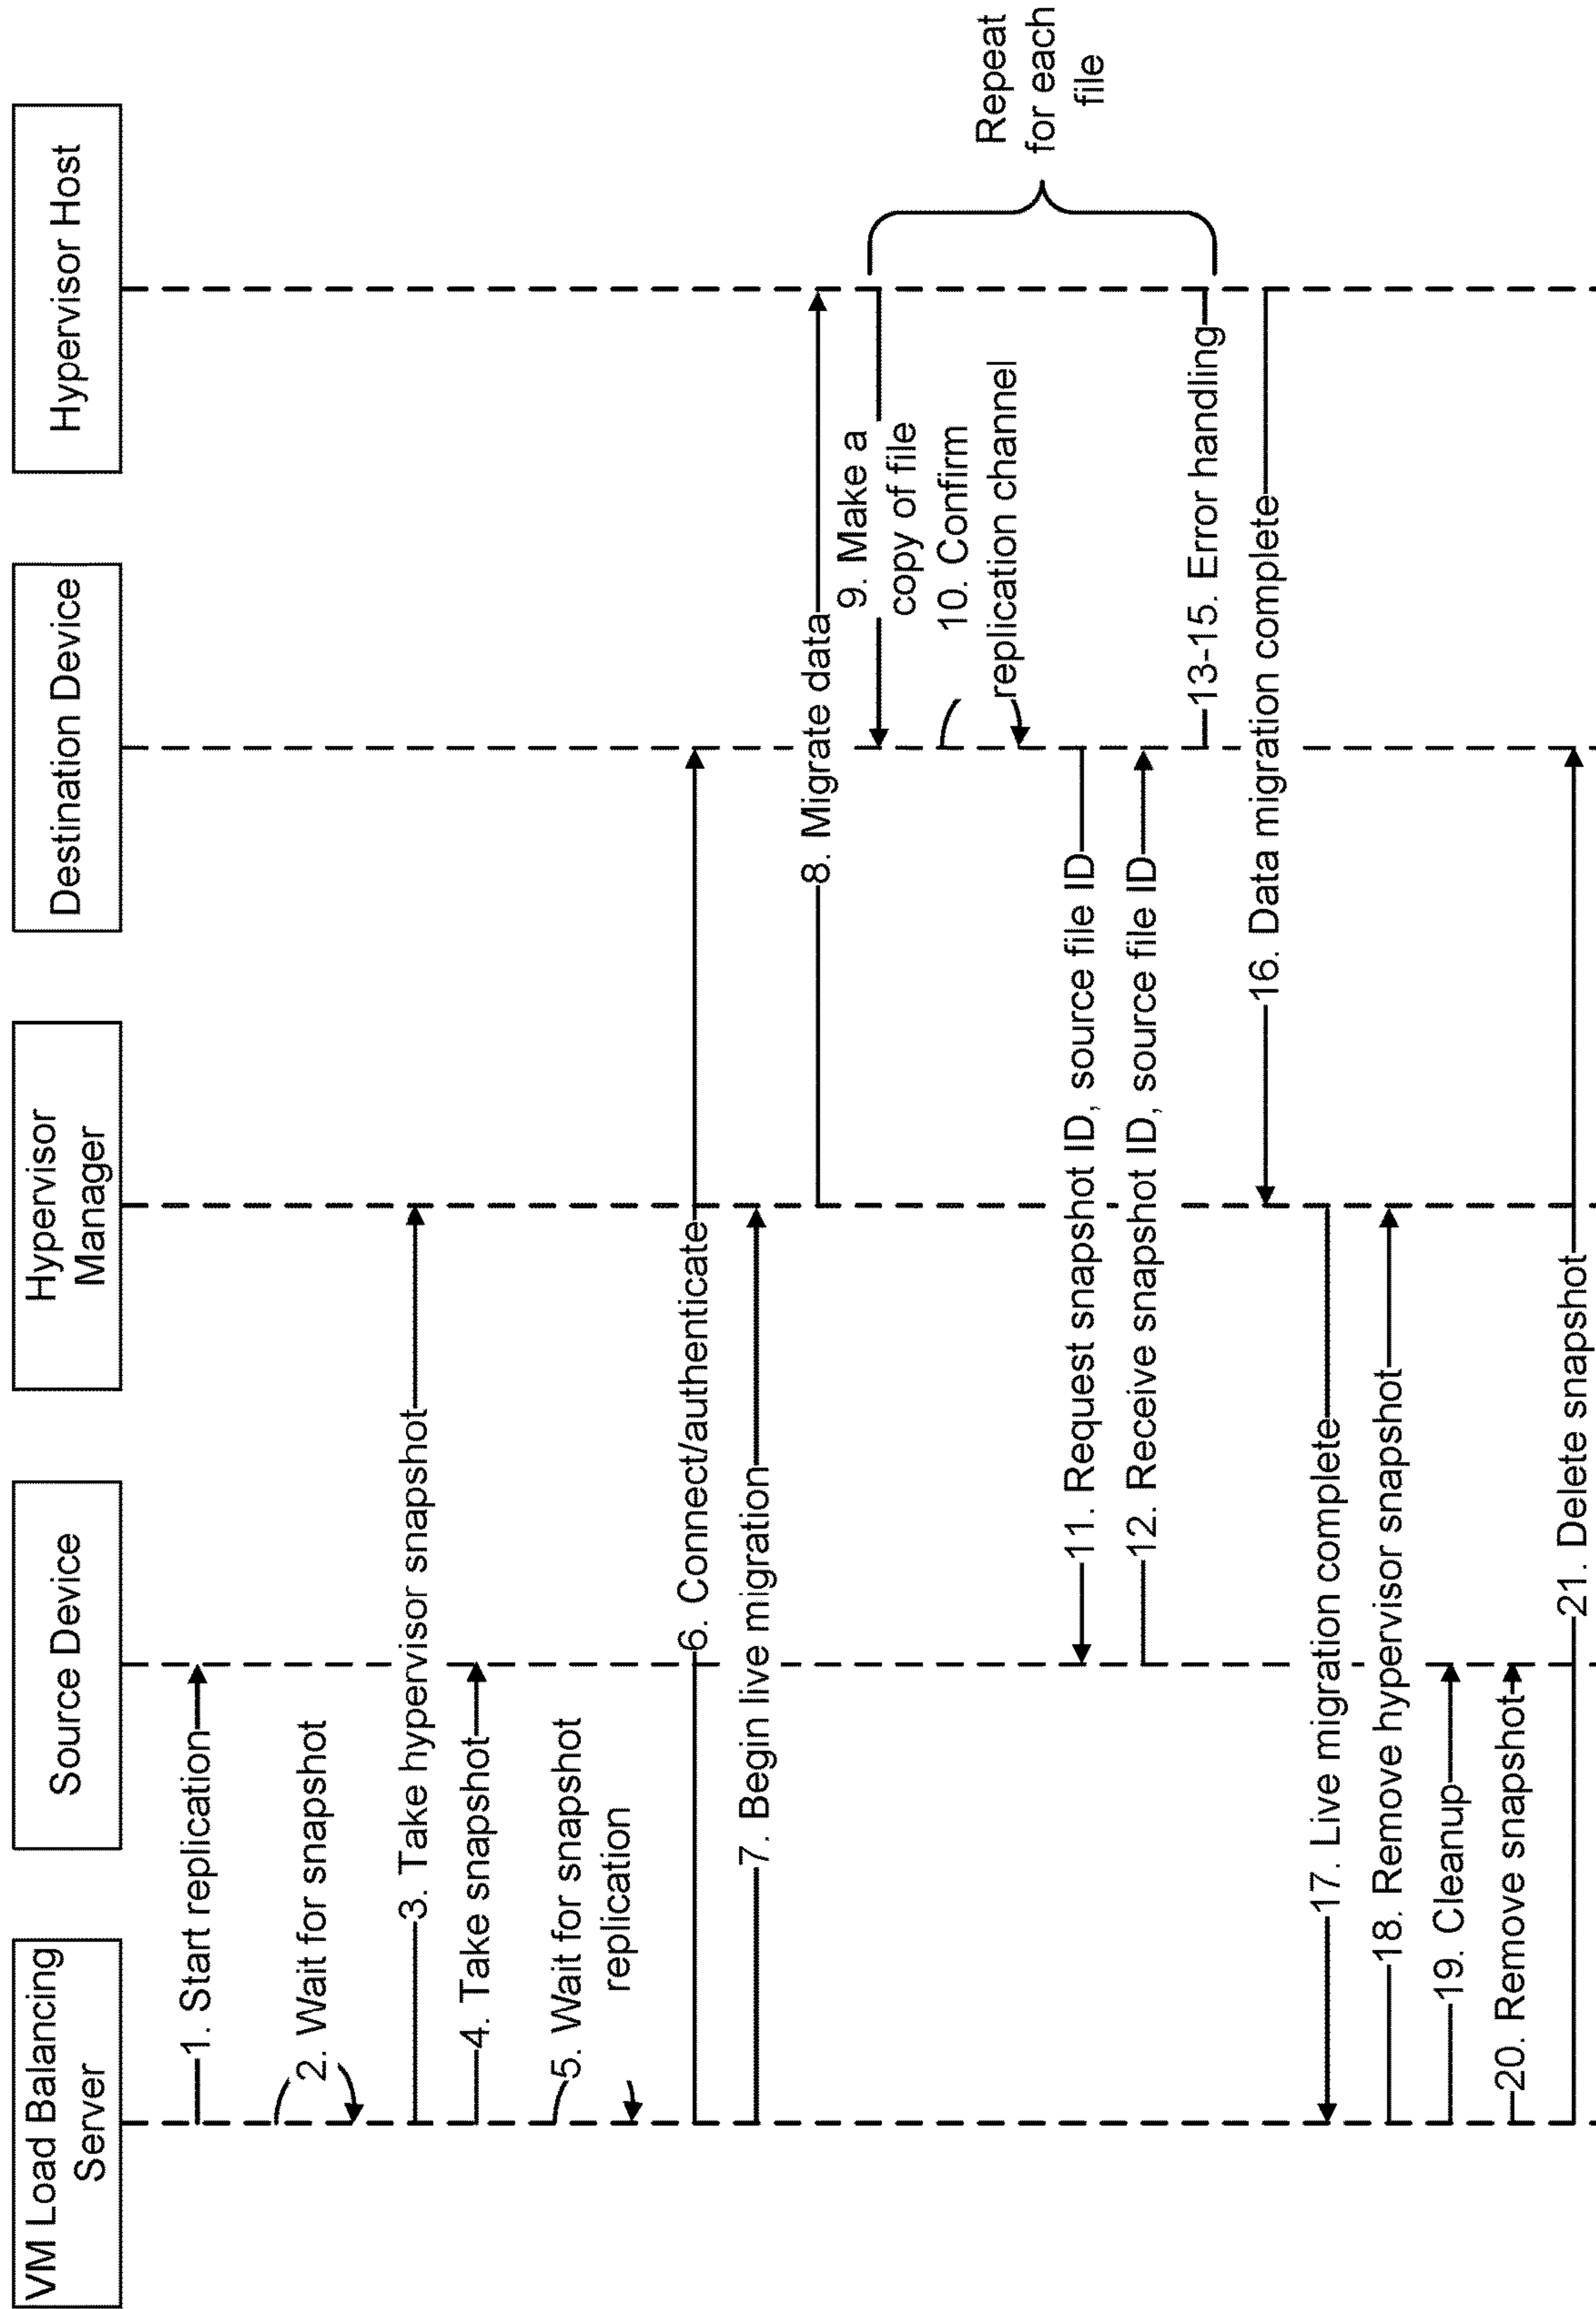 VM Load Balancing
Server
Source Device
Hypervisor
Manager
Destination Device
Hypervisor Host
1. Start replication
2. Wait for snapshot
3. Take hypervisor snapshot
4. Take snapshot
5. Wait for snapshot
replication
6. Connect/authenticate
7. Begin live migration
8. Migrate data
9. Make a
copy of file
10. Confirm
replication channel
11. Request snapshot ID, source file ID
12. Receive snapshot ID, source file ID
13-15. Error handling
Repeat
for each
file
16. Data migration complete
17. Live migration complete
18. Remove hypervisor snapshot
19. Cleanup
20. Remove snapshot
21. Delete snapshot